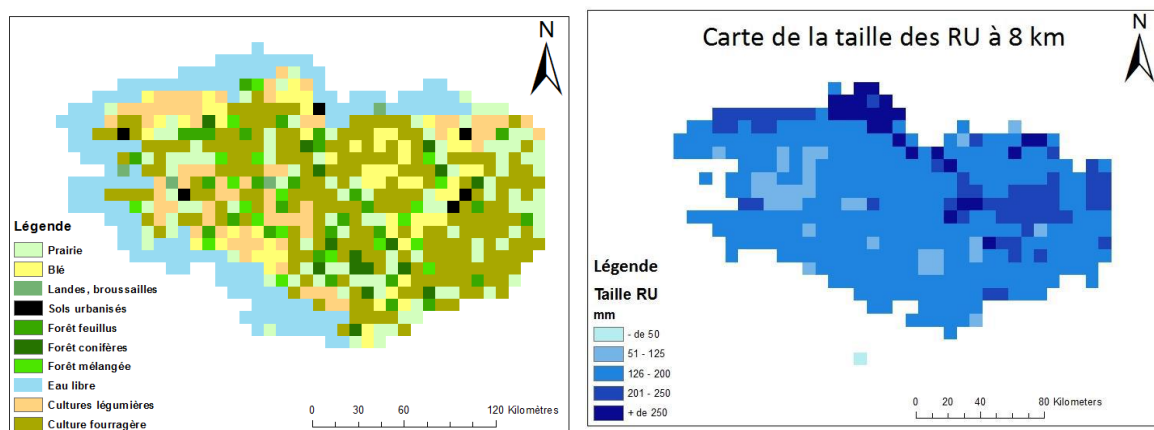 N
Légende
Prairie
Blé
Landes, broussailles
Sols urbanisés
Forêt feuillus
Forêt conifères
Forêt mélangée
Eau libre
Cultures légumières
Culture fourragère
0 30 60 120 Kilomètres
Carte de la taille des RU à 8 km
N
Légende
Taille RU
mm
- de 50
51 - 125
126 - 200
201 - 250
+ de 250
0 20 40 80 Kilometers